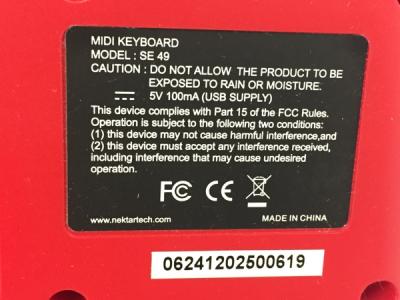 MIDI KEYBOARD
MODEL : SE 49
CAUTION : DO NOT ALLOW THE PRODUCT TO BE
EXPOSED TO RAIN OR MOISTURE.
5V 100mA (USB SUPPLY)
This device complies with Part 15 of the FCC Rules.
Operation is subject to the following two conditions:
(1) this device may not cause harmful interference,and
(2) this device must accept any interference received,
including interference that may cause undesired
operation.
FC CE
www.nektartech.com MADE IN CHINA
06241202500619